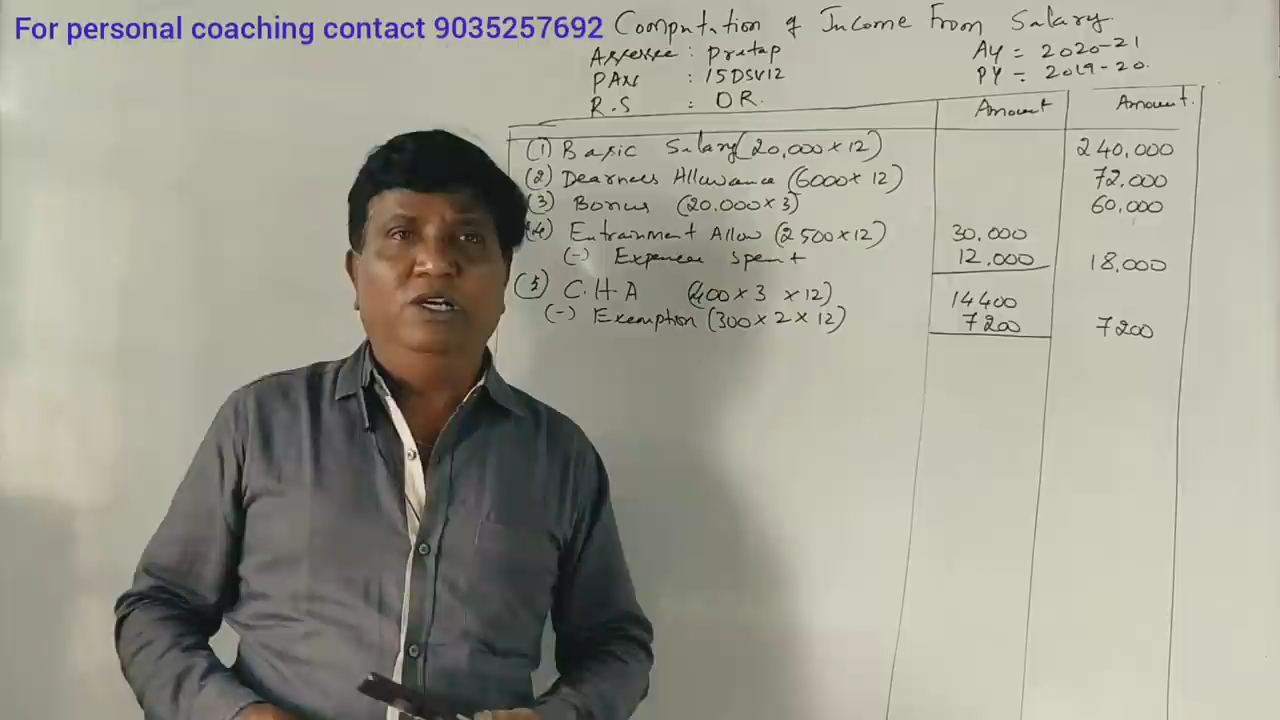 For personal coaching contact 9035257692
Computation of Income From Salary
Assessee : Pratap AY = 2020-21
PAN : 15DSV12 PY = 2019-20.
R.S : OR.
Amount Amount.
(1) Basic Salary (20,000 × 12) 240,000
(2) Dearness Allowance (6000 × 12) 72,000
(3) Bonus (20,000 × 3) 60,000
(4) Entrainment Allow (2500 × 12) 30,000
(-) Expenses Spent 12,000 18,000
(5) C.H.A (400 × 3 × 12) 14400
(-) Exemption (300 × 2 × 12) 7200 7200